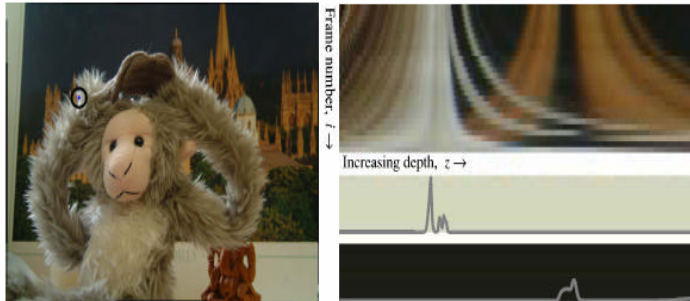 Frame number, i →
Increasing depth, z →